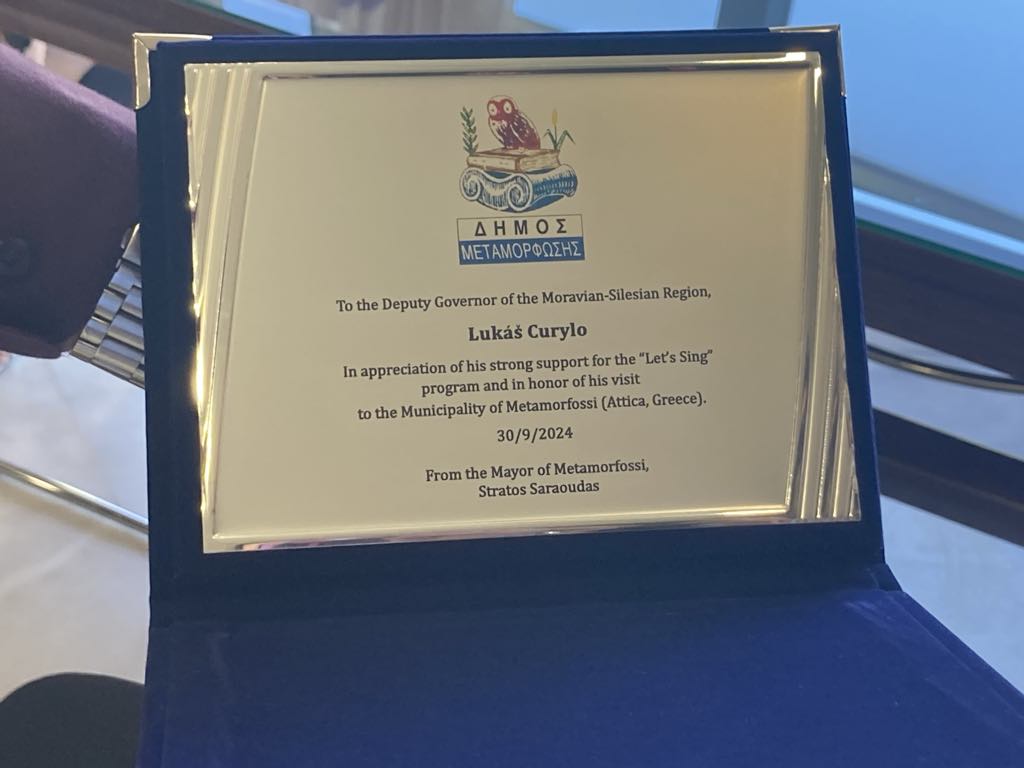 ΔΗΜΟΣ
ΜΕΤΑΜΟΡΦΩΣΗΣ
To the Deputy Governor of the Moravian-Silesian Region,
Lukáš Curylo
In appreciation of his strong support for the “Let’s Sing”
program and in honor of his visit
to the Municipality of Metamorfossi (Attica, Greece).
30/9/2024
From the Mayor of Metamorfossi,
Stratos Saraoudas